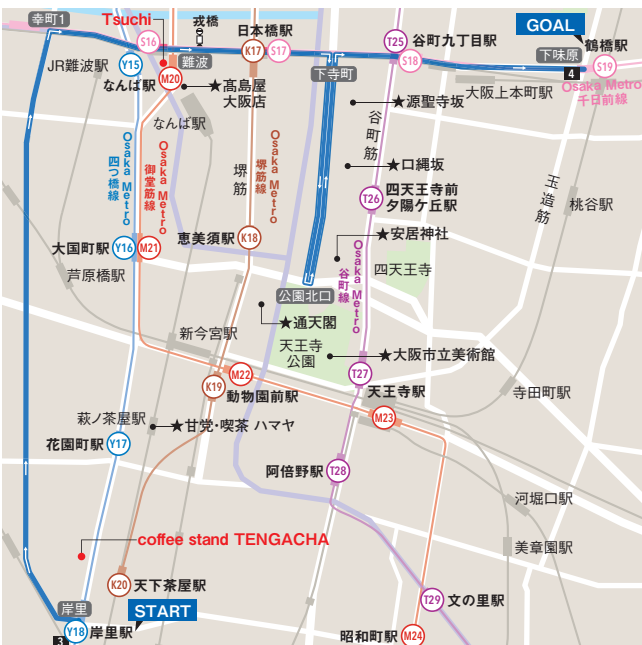 幸町1
Tsuchi
戎橋
日本橋駅
GOAL
谷町九丁目駅
T25
鶴橋駅
下味原
S16
K17
S17
S18
4
S19
JR難波駅
Y15
なんば駅
M20
難波
★髙島屋
大阪店
下寺町
大阪上本町駅
Osaka Metro
千日前線
なんば駅
★源聖寺坂
谷町筋
Osaka Metro
四つ橋線
Osaka Metro
御堂筋線
堺筋
Osaka Metro
堺筋線
★口縄坂
玉造筋
T26
四天王寺前
夕陽ケ丘駅
桃谷駅
大国町駅
Y16
M21
恵美須駅
K18
★安居神社
芦原橋駅
Osaka Metro
谷町線
四天王寺
公園北口
★通天閣
新今宮駅
天王寺
公園
★大阪市立美術館
M22
K19
動物園前駅
T27
天王寺駅
寺田町駅
萩ノ茶屋駅
★甘党・喫茶 ハマヤ
M23
花園町駅
Y17
阿倍野駅
T28
河堀口駅
coffee stand TENGACHA
美章園駅
K20
天下茶屋駅
T29
文の里駅
岸里
START
Y18
岸里駅
3
昭和町駅
M24